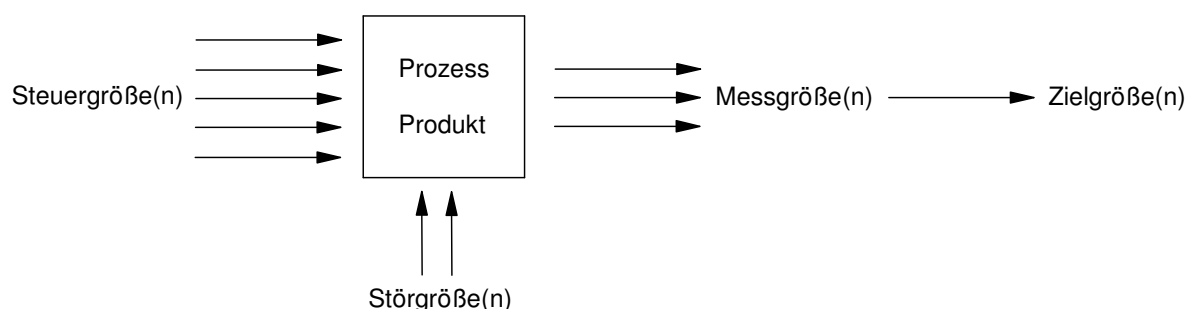 Prozess
Steuergröße(n)
Produkt
Messgröße(n)
Zielgröße(n)
Störgröße(n)